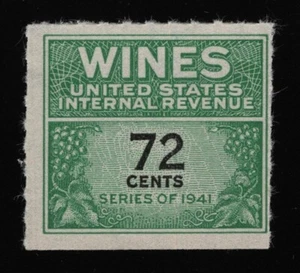 WINES
UNITED STATES
INTERNAL REVENUE
72
CENTS
SERIES OF 1941